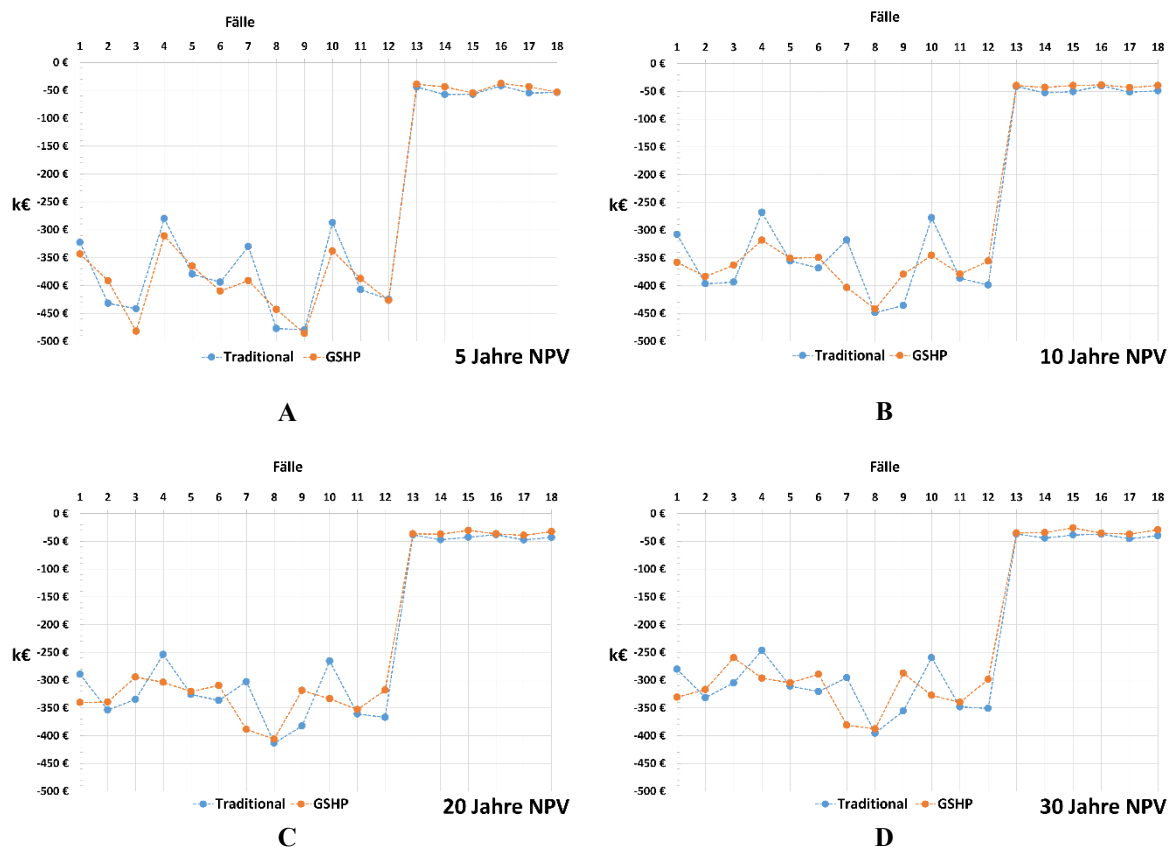 Fälle
1 2 3 4 5 6 7 8 9 10 11 12 13 14 15 16 17 18
0 €
-50 €
-100 €
-150 €
-200 €
-250 €
k€
-300 €
-350 €
-400 €
-450 €
-500 €
Traditional GSHP
5 Jahre NPV
A
Fälle
1 2 3 4 5 6 7 8 9 10 11 12 13 14 15 16 17 18
0 €
-50 €
-100 €
-150 €
-200 €
-250 €
k€
-300 €
-350 €
-400 €
-450 €
-500 €
Traditional GSHP
10 Jahre NPV
B
Fälle
1 2 3 4 5 6 7 8 9 10 11 12 13 14 15 16 17 18
0 €
-50 €
-100 €
-150 €
-200 €
-250 €
k€
-300 €
-350 €
-400 €
-450 €
-500 €
Traditional GSHP
20 Jahre NPV
C
Fälle
1 2 3 4 5 6 7 8 9 10 11 12 13 14 15 16 17 18
0 €
-50 €
-100 €
-150 €
-200 €
-250 €
k€
-300 €
-350 €
-400 €
-450 €
-500 €
Traditional GSHP
30 Jahre NPV
D